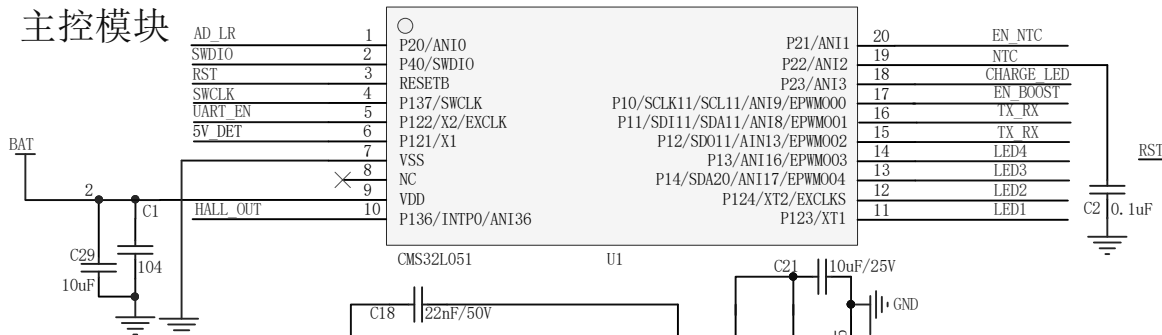 主控模块
AD_LR 1 P20/ANI0 P21/ANI1 20 EN_NTC
SWDIO 2 P40/SWDIO P22/ANI2 19 NTC
RST 3 RESETB P23/ANI3 18 CHARGE_LED
SWCLK 4 P137/SWCLK P10/SCLK11/SCL11/ANI9/EPWMO00 17 EN_BOOST
UART_EN 5 P122/X2/EXCLK P11/SDI11/SDA11/ANI8/EPWMO01 16 TX_RX
5V_DET 6 P121/X1 P12/SDO11/AIN13/EPWMO02 15 TX_RX
BAT 7 VSS P13/ANI16/EPWMO03 14 LED4 RST
8 NC P14/SDA20/ANI17/EPWMO04 13 LED3
2 9 VDD P124/XT2/EXCLKS 12 LED2
C1 HALL_OUT 10 P136/INTP0/ANI36 P123/XT1 11 LED1 C2 0.1uF
C29 104 CMS32L051 U1 C21 10uF/25V
10uF
C18 22nF/50V GND